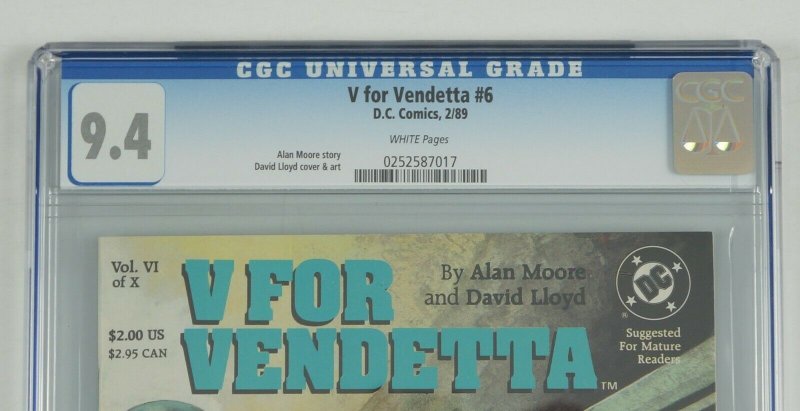 CGC UNIVERSAL GRADE
9.4
V for Vendetta #6
D.C. Comics, 2/89
WHITE Pages
Alan Moore story
David Lloyd cover & art
0252587017
CGC
Vol. VI
of X
$2.00 US
$2.95 CAN
V FOR
VENDETTA™
By Alan Moore
and David Lloyd
DC
®
Suggested
For Mature
Readers